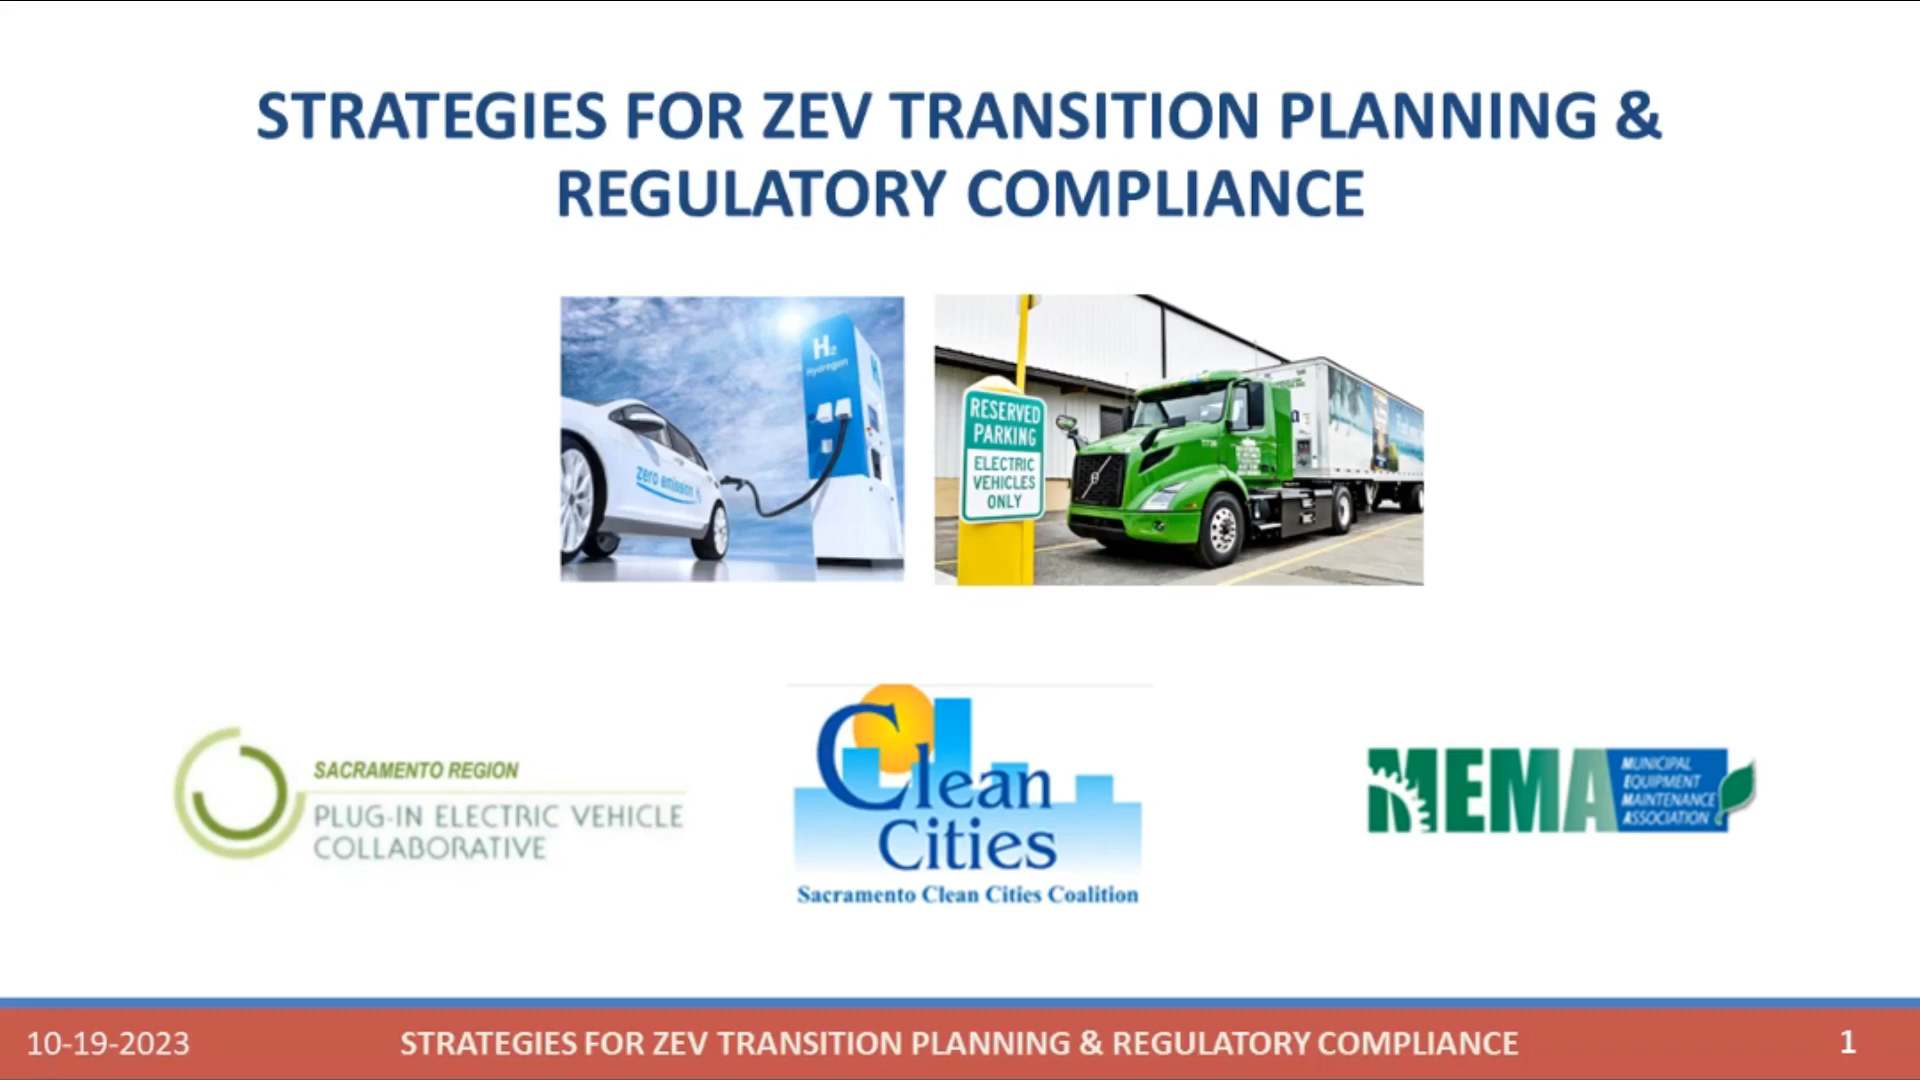 STRATEGIES FOR ZEV TRANSITION PLANNING &
REGULATORY COMPLIANCE
H2
Hydrogen
zero emission
RESERVED
PARKING
ELECTRIC
VEHICLES
ONLY
SACRAMENTO REGION
PLUG-IN ELECTRIC VEHICLE
COLLABORATIVE
Clean
Cities
Sacramento Clean Cities Coalition
MEMA
MUNICIPAL
EQUIPMENT
MAINTENANCE
ASSOCIATION
10-19-2023
STRATEGIES FOR ZEV TRANSITION PLANNING & REGULATORY COMPLIANCE
1